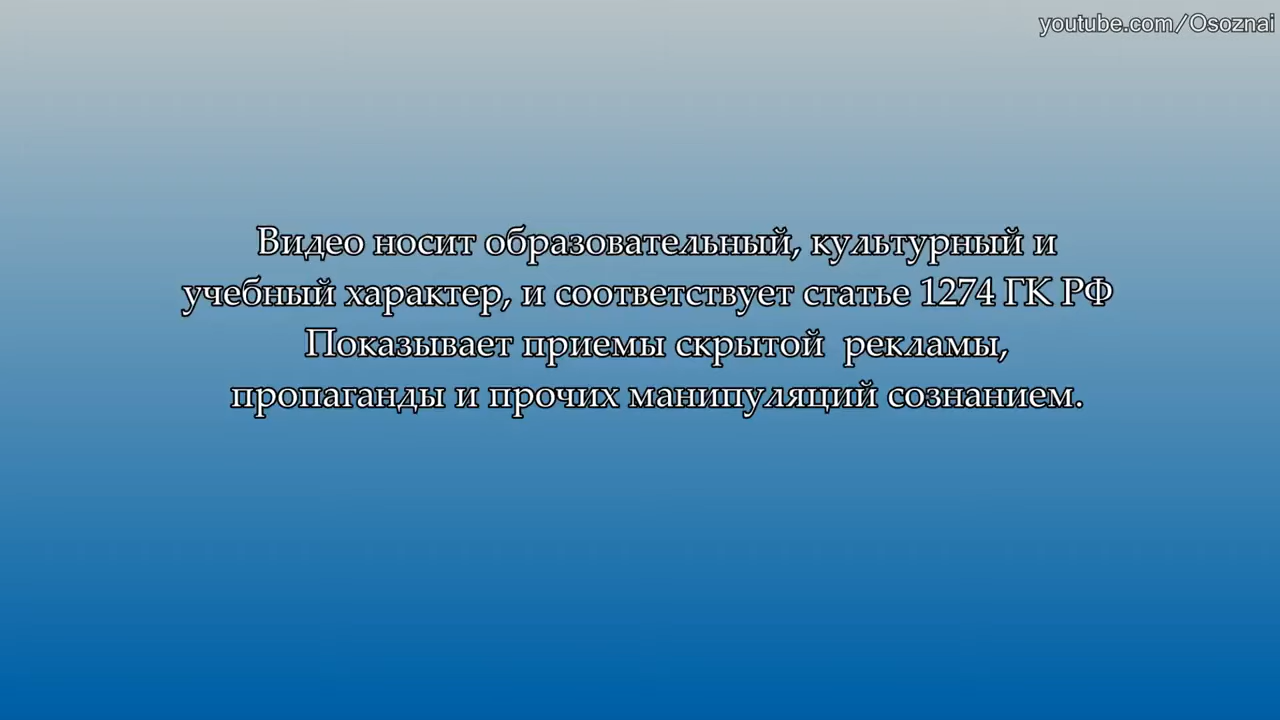 youtube.com/Osoznai
Видео носит образовательный, культурный и
учебный характер, и соответствует статье 1274 ГК РФ
Показывает приемы скрытой рекламы,
пропаганды и прочих манипуляций сознанием.